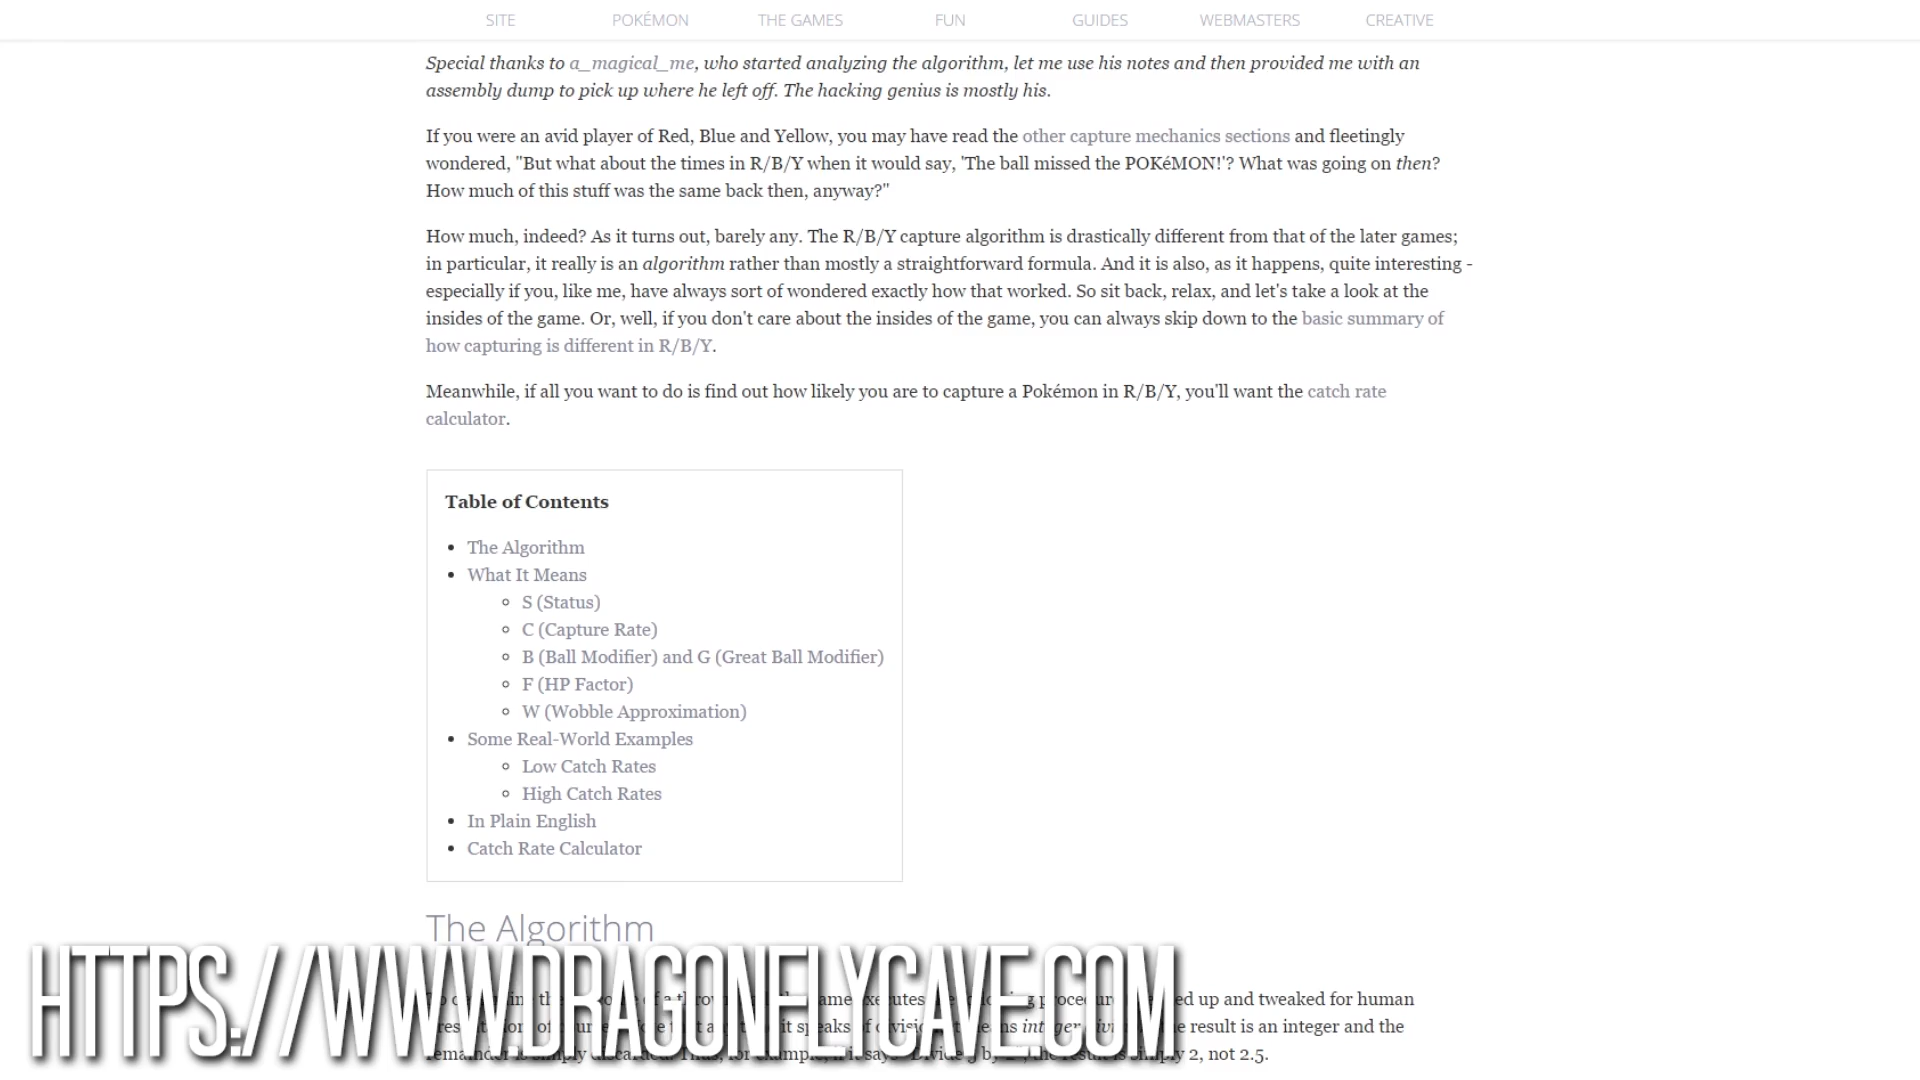 SITE POKÉMON THE GAMES FUN GUIDES WEBMASTERS CREATIVE
Special thanks to a_magical_me, who started analyzing the algorithm, let me use his notes and then provided me with an
assembly dump to pick up where he left off. The hacking genius is mostly his.
If you were an avid player of Red, Blue and Yellow, you may have read the other capture mechanics sections and fleetingly
wondered, "But what about the times in R/B/Y when it would say, 'The ball missed the POKéMON!'? What was going on then?
How much of this stuff was the same back then, anyway?"
How much, indeed? As it turns out, barely any. The R/B/Y capture algorithm is drastically different from that of the later games;
in particular, it really is an algorithm rather than mostly a straightforward formula. And it is also, as it happens, quite interesting -
especially if you, like me, have always sort of wondered exactly how that worked. So sit back, relax, and let's take a look at the
insides of the game. Or, well, if you don't care about the insides of the game, you can always skip down to the basic summary of
how capturing is different in R/B/Y.
Meanwhile, if all you want to do is find out how likely you are to capture a Pokémon in R/B/Y, you'll want the catch rate
calculator.
Table of Contents
• The Algorithm
• What It Means
◦ S (Status)
◦ C (Capture Rate)
◦ B (Ball Modifier) and G (Great Ball Modifier)
◦ F (HP Factor)
◦ W (Wobble Approximation)
• Some Real-World Examples
◦ Low Catch Rates
◦ High Catch Rates
• In Plain English
• Catch Rate Calculator
The Algorithm
HTTPS://WWW.DRAGONFLYCAVE.COM
up and tweaked for human
result is an integer and the
simply 2, not 2.5.